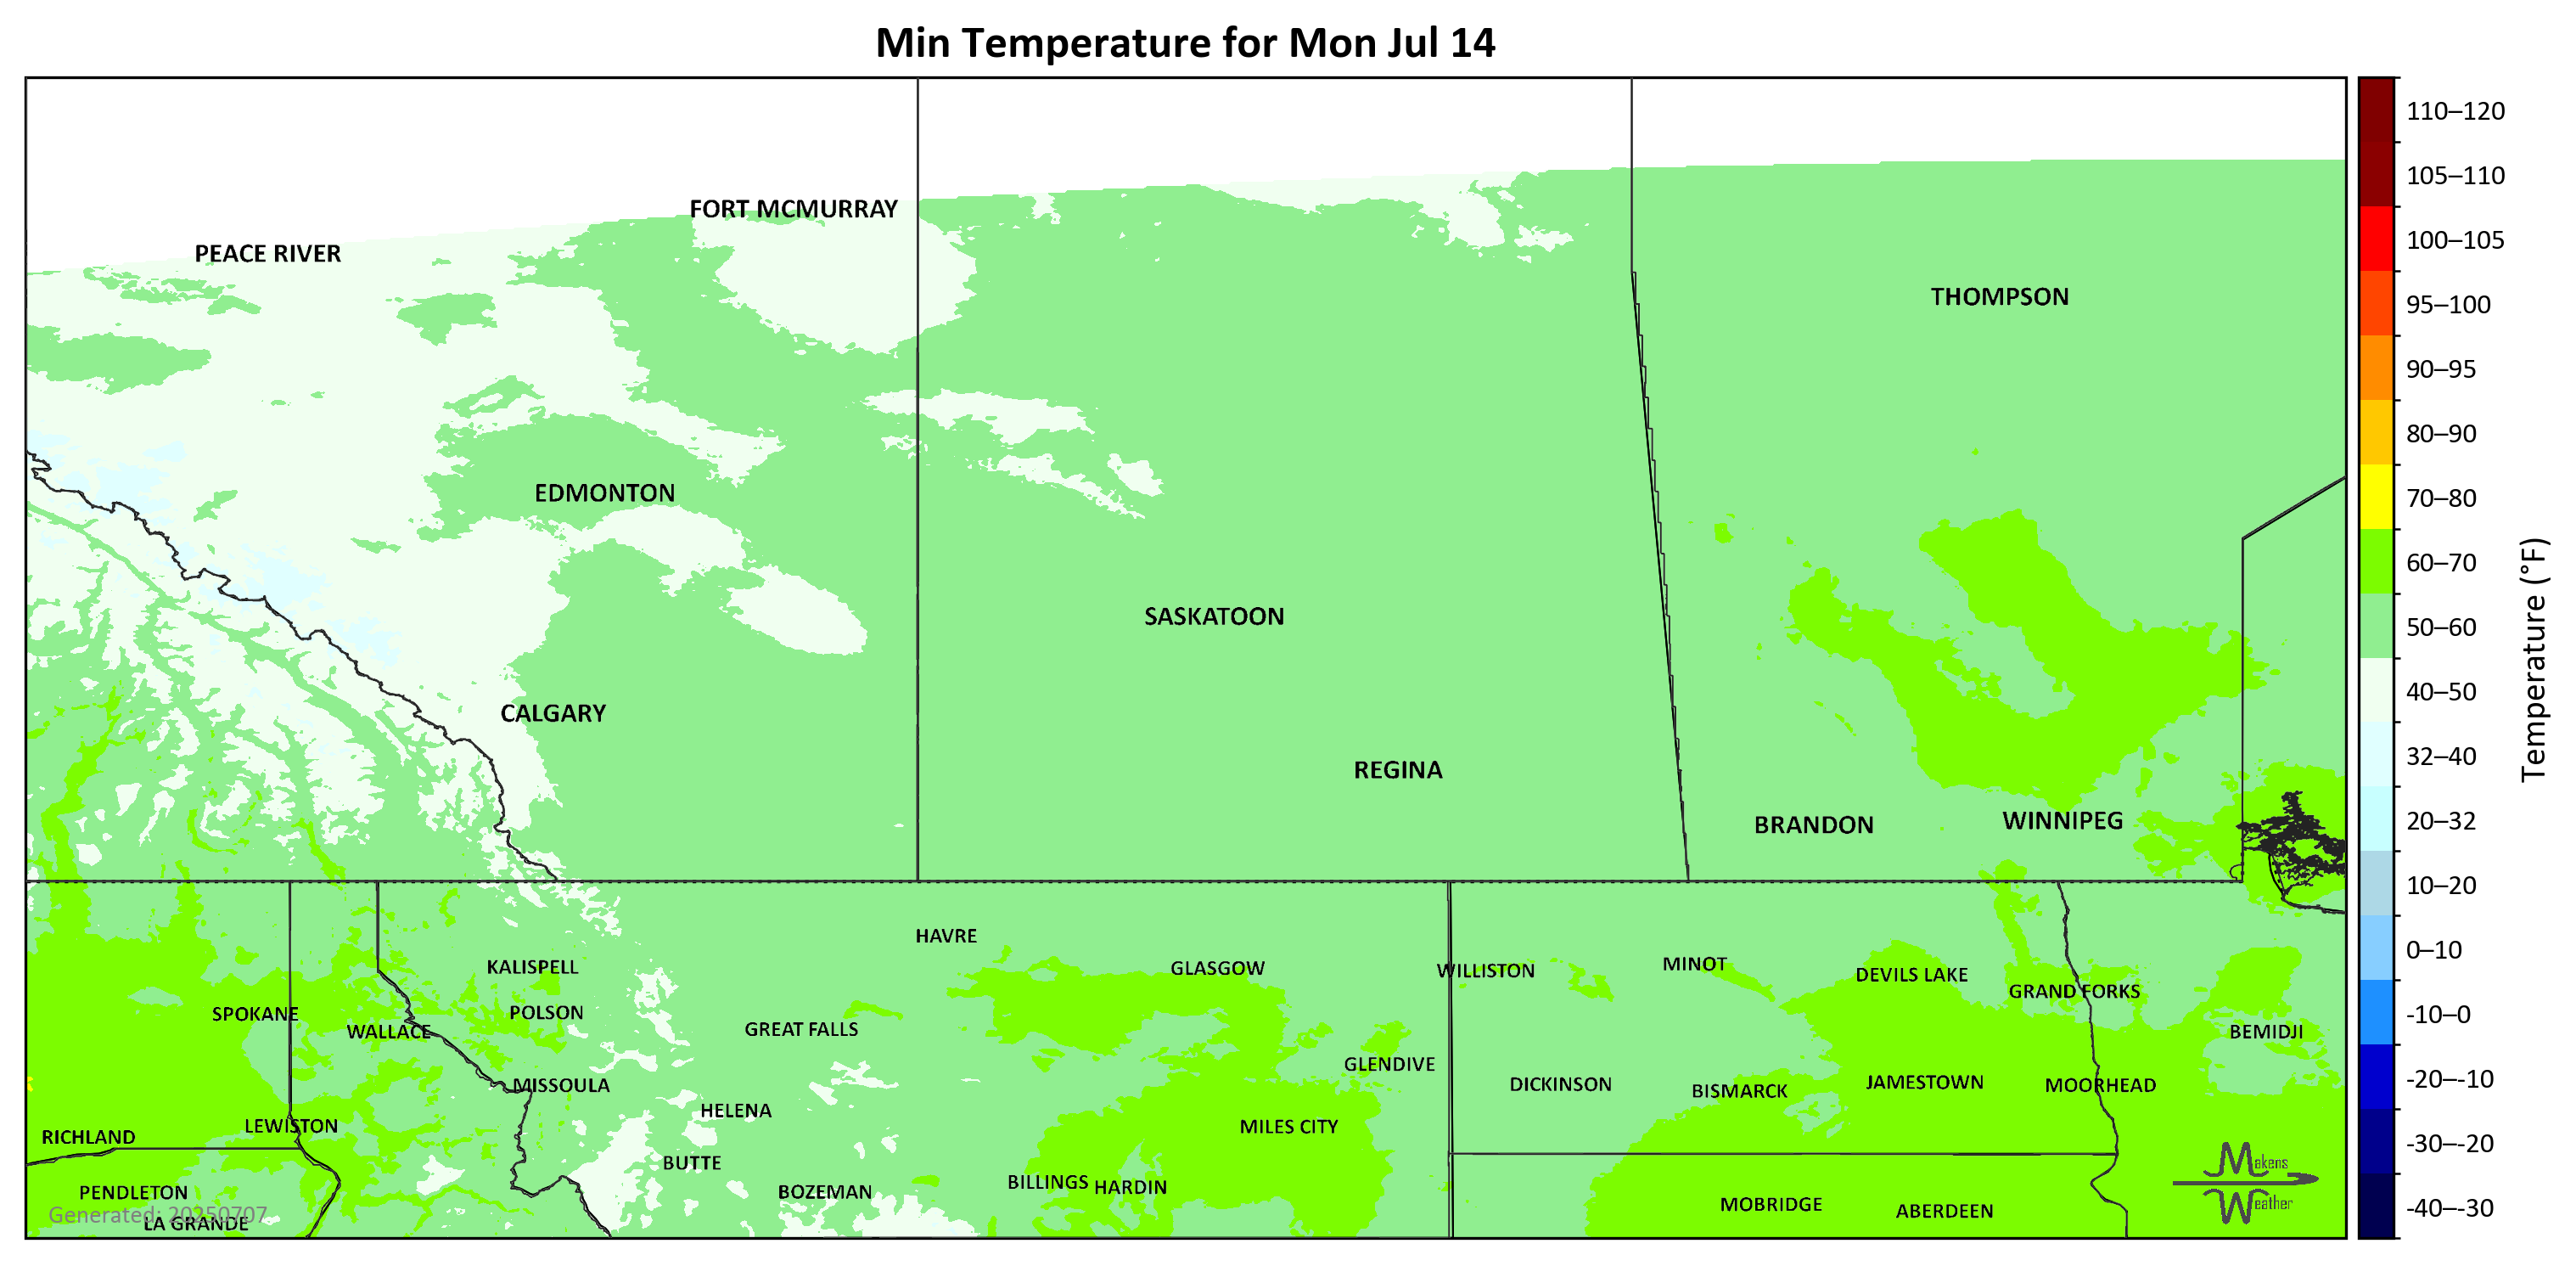 Min Temperature for Mon Jul 14
FORT MCMURRAY
PEACE RIVER
THOMPSON
EDMONTON
SASKATOON
CALGARY
REGINA
BRANDON
WINNIPEG
HAVRE
KALISPELL
GLASGOW
WILLISTON
MINOT
DEVILS LAKE
GRAND FORKS
SPOKANE
POLSON
WALLACE
GREAT FALLS
BEMIDJI
GLENDIVE
MISSOULA
DICKINSON
BISMARCK
JAMESTOWN
MOORHEAD
HELENA
LEWISTON
MILES CITY
RICHLAND
BUTTE
BILLINGS
HARDIN
PENDLETON
BOZEMAN
MOBRIDGE
ABERDEEN
Generated: 20250707
LA GRANDE
Makens
Weather
110–120
105–110
100–105
95–100
90–95
80–90
70–80
60–70
50–60
40–50
32–40
20–32
10–20
0–10
-10–0
-20–-10
-30–-20
-40–-30
Temperature (°F)